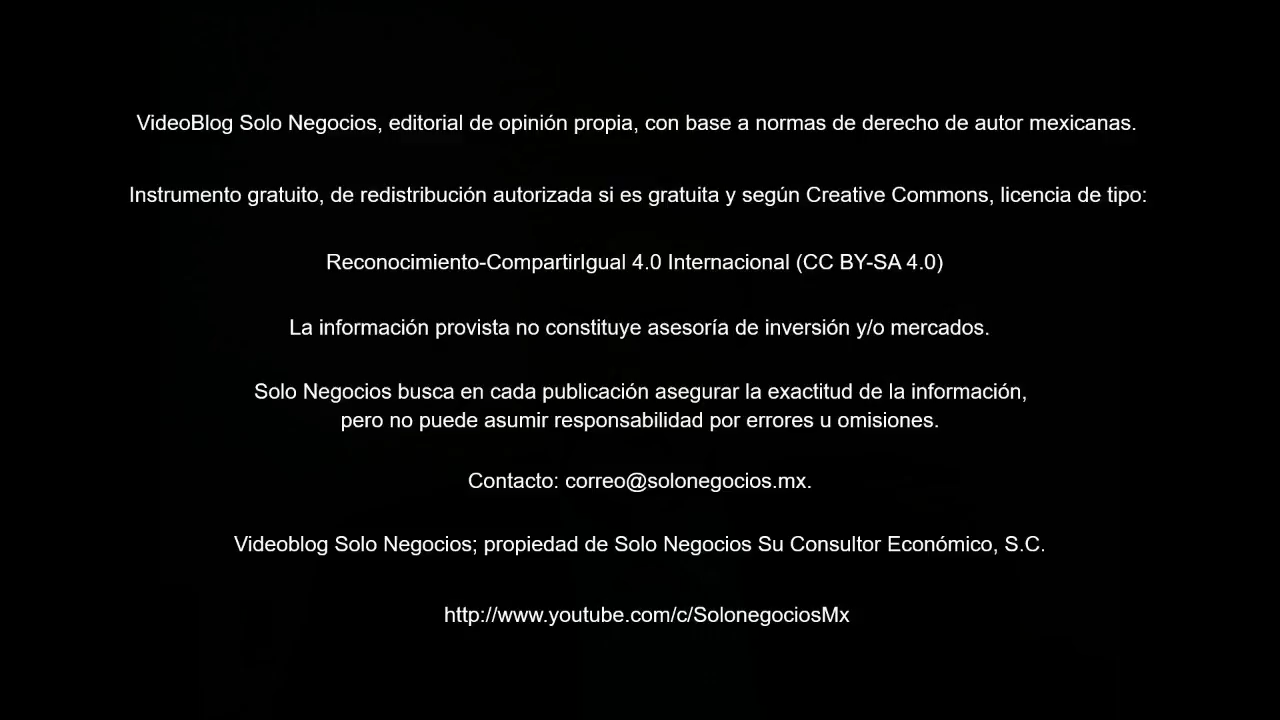 VideoBlog Solo Negocios, editorial de opinión propia, con base a normas de derecho de autor mexicanas.
Instrumento gratuito, de redistribución autorizada si es gratuita y según Creative Commons, licencia de tipo:
Reconocimiento-CompartirIgual 4.0 Internacional (CC BY-SA 4.0)
La información provista no constituye asesoría de inversión y/o mercados.
Solo Negocios busca en cada publicación asegurar la exactitud de la información,
pero no puede asumir responsabilidad por errores u omisiones.
Contacto: correo@solonegocios.mx.
Videoblog Solo Negocios; propiedad de Solo Negocios Su Consultor Económico, S.C.
http://www.youtube.com/c/SolonegociosMx